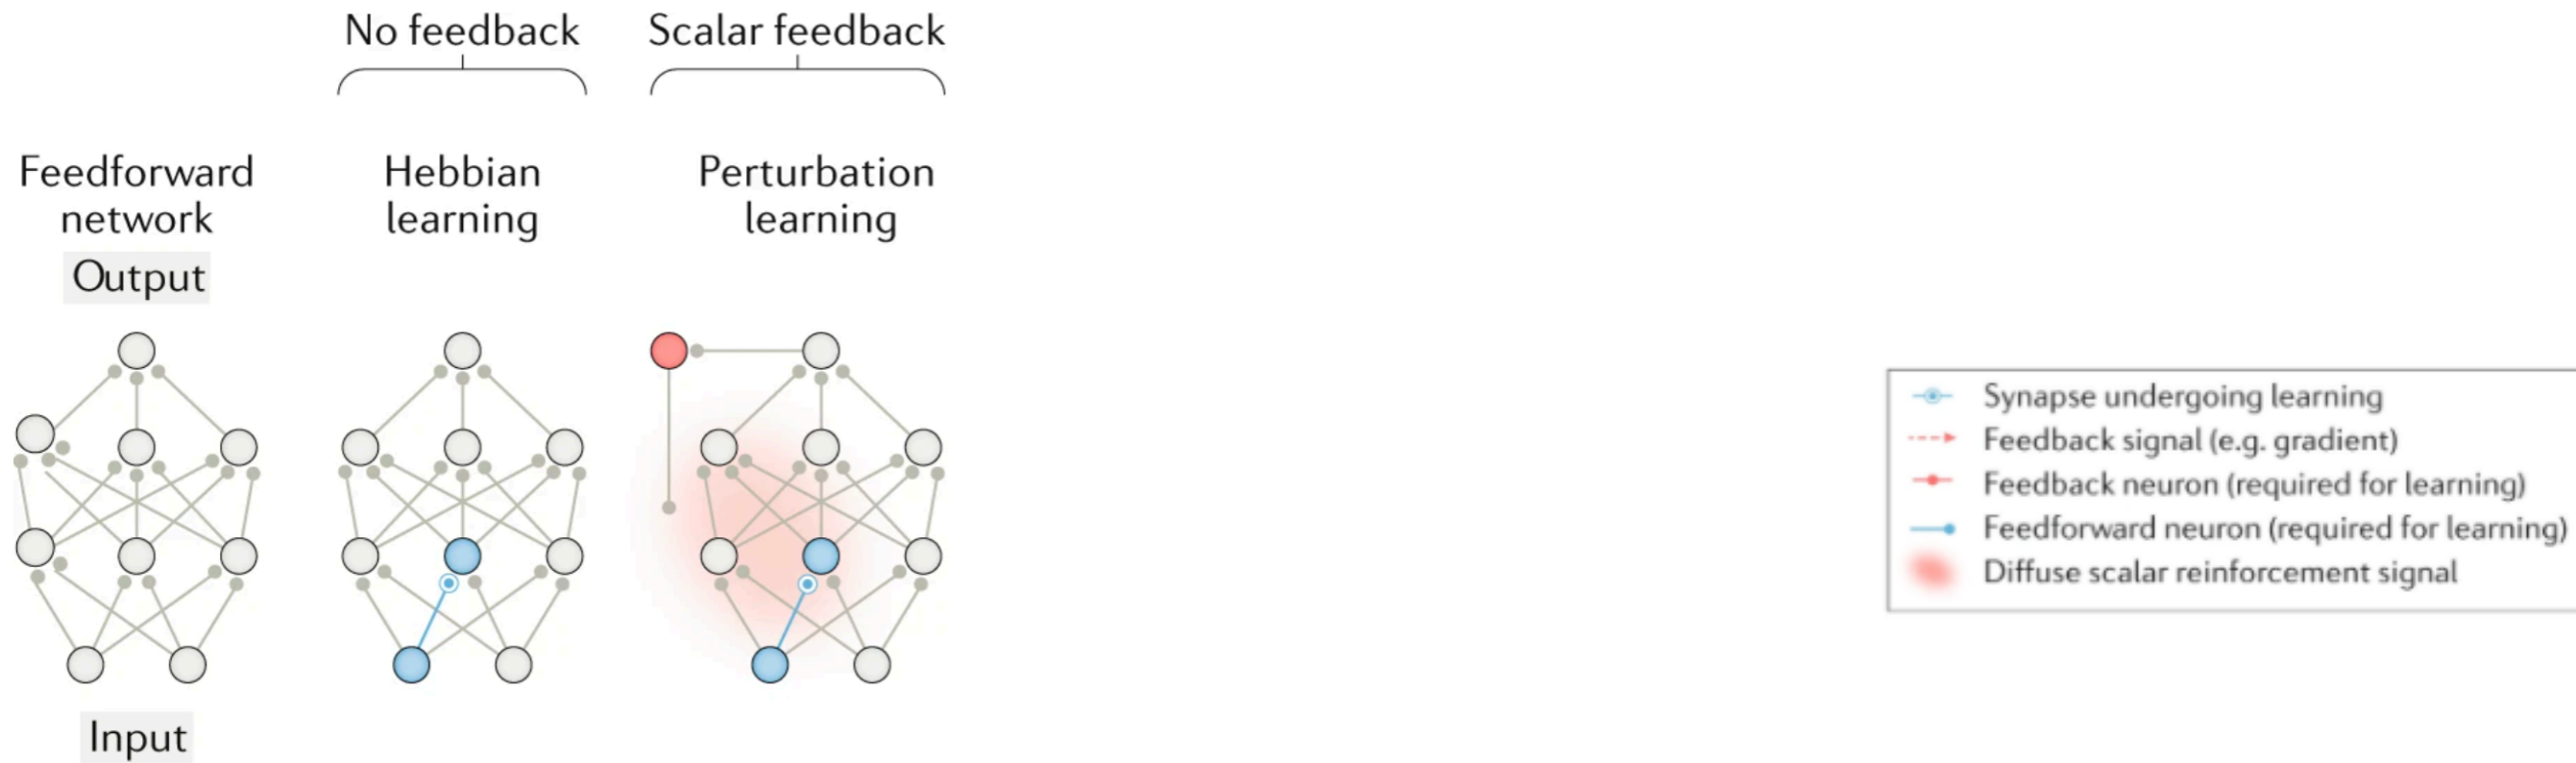 No feedback
Scalar feedback
Feedforward
network
Hebbian
learning
Perturbation
learning
Output
Input
Synapse undergoing learning
Feedback signal (e.g. gradient)
Feedback neuron (required for learning)
Feedforward neuron (required for learning)
Diffuse scalar reinforcement signal